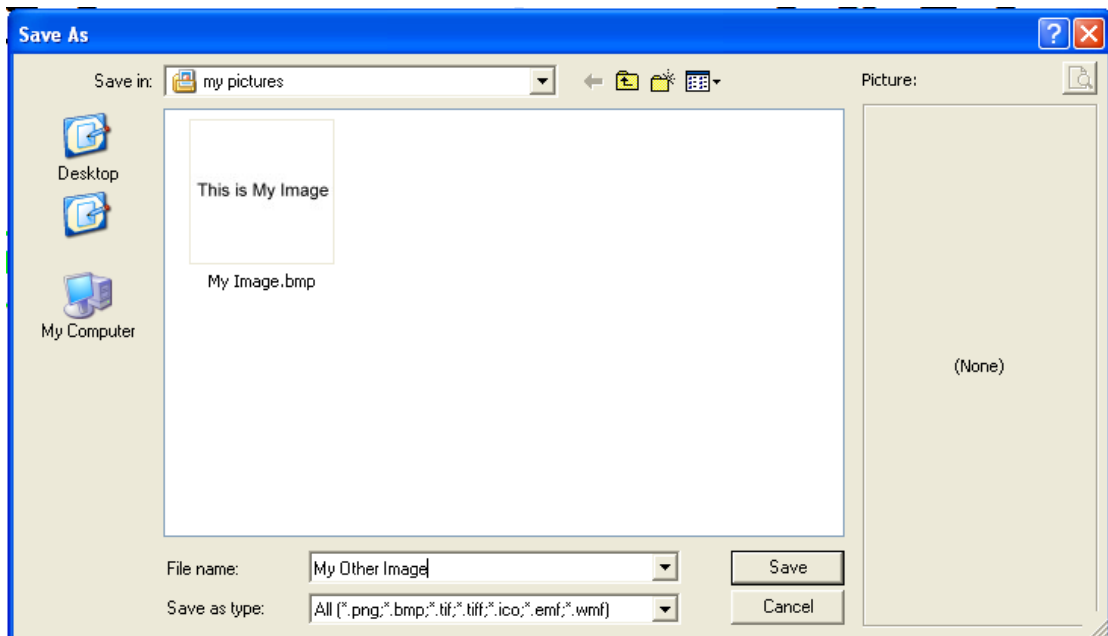 Save As
Save in:
my pictures
Picture:
Desktop
This is My Image
My Image.bmp
My Computer
(None)
File name:
My Other Image
Save
Save as type:
All (*.png;*.bmp;*.tif;*.tiff;*.ico;*.emf;*.wmf)
Cancel